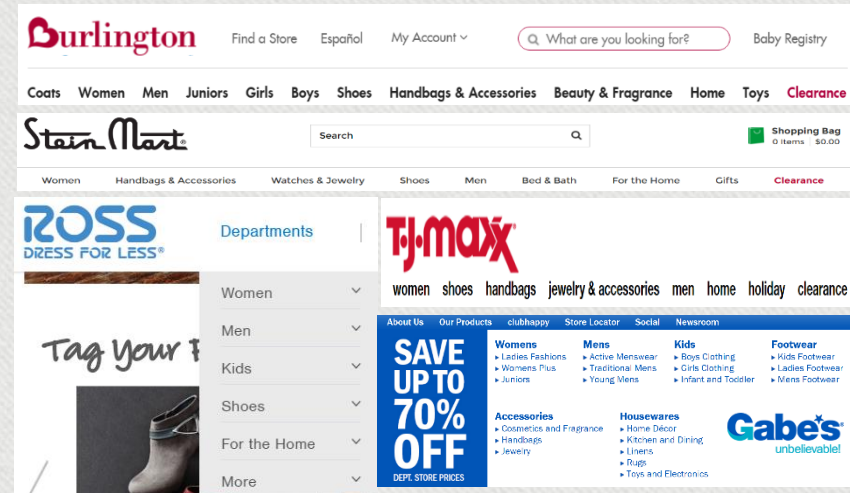 Burlington
Find a Store Español My Account What are you looking for? Baby Registry
Coats Women Men Juniors Girls Boys Shoes Handbags & Accessories Beauty & Fragrance Home Toys Clearance
Stein Mart
Search
Shopping Bag
0 Items $0.00
Women Handbags & Accessories Watches & Jewelry Shoes Men Bed & Bath For the Home Gifts Clearance
ROSS
DRESS FOR LESS®
Departments
Women
Men
Kids
Shoes
For the Home
More
Tag Your
T·J·maxx
women shoes handbags jewelry & accessories men home holiday clearance
About Us Our Products clubhappy Store Locator Social Newsroom
SAVE
UP TO
70%
OFF
DEPT. STORE PRICES
Womens
Ladies Fashions
Womens Plus
Juniors
Mens
Active Menswear
Traditional Mens
Young Mens
Kids
Boys Clothing
Girls Clothing
Infant and Toddler
Footwear
Kids Footwear
Ladies Footwear
Mens Footwear
Accessories
Cosmetics and Fragrance
Handbags
Jewelry
Housewares
Home Décor
Kitchen and Dining
Linens
Rugs
Toys and Electronics
Gabe's
unbelievable!